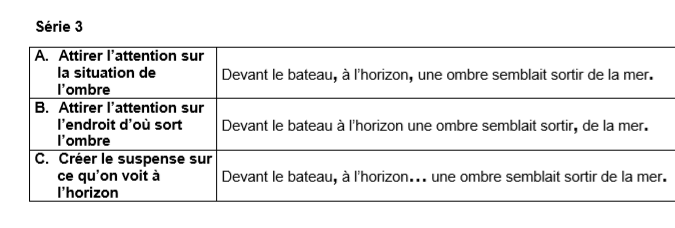 Série 3
A. Attirer l'attention sur
la situation de
l'ombre
Devant le bateau, à l'horizon, une ombre semblait sortir de la mer.
B. Attirer l'attention sur
l'endroit d'où sort
l'ombre
Devant le bateau à l'horizon une ombre semblait sortir, de la mer.
C. Créer le suspense sur
ce qu'on voit à
l'horizon
Devant le bateau, à l'horizon... une ombre semblait sortir de la mer.